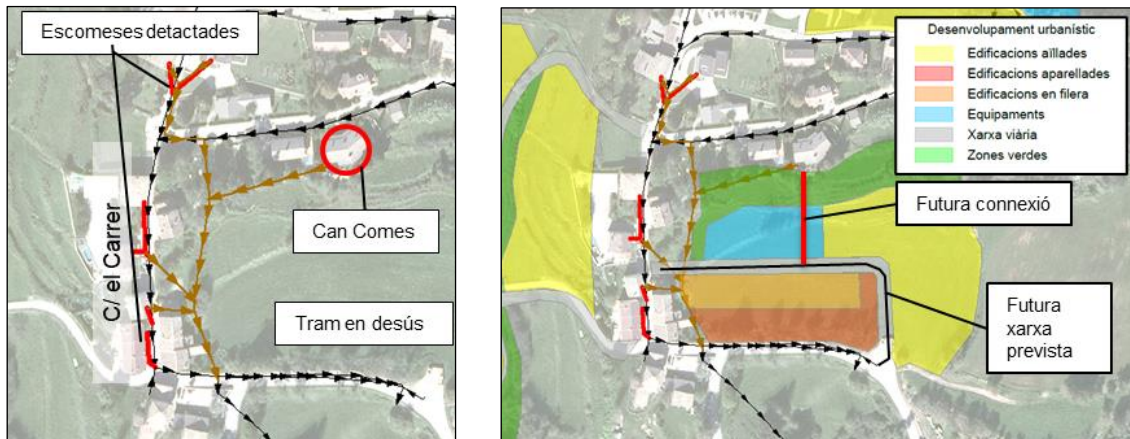 Escomeses detactades
C/ el Carrer
Can Comes
Tram en desús
Desenvolupament urbanístic
Edificacions aïllades
Edificacions aparellades
Edificacions en filera
Equipaments
Xarxa viària
Zones verdes
Futura connexió
Futura
xarxa
prevista